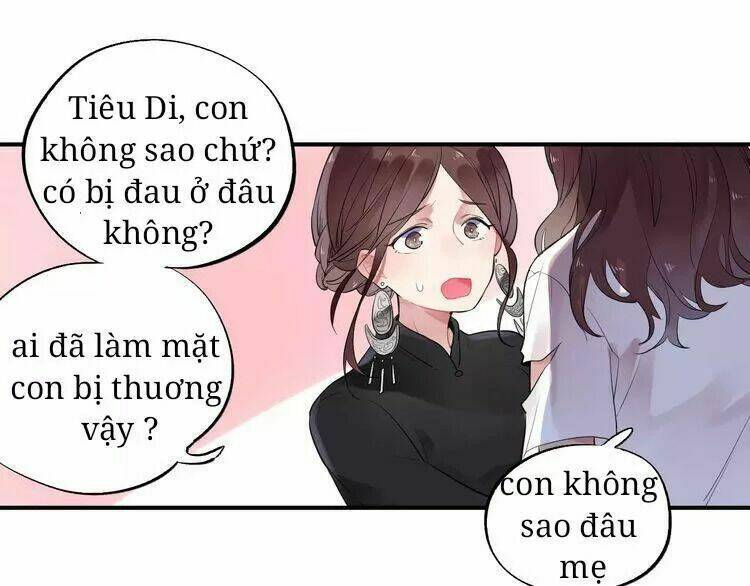 Tiêu Di, con
không sao chứ?
có bị đau ở đâu
không?
ai đã làm mặt
con bị thương
vậy ?
con không
sao đâu
mẹ